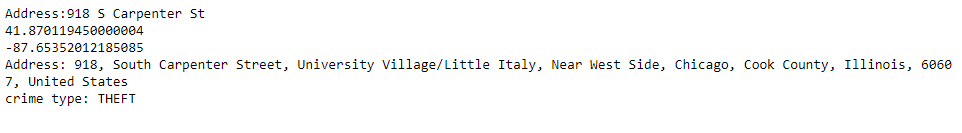 Address:918 S Carpenter St
41.870119450000004
-87.65352012185085
Address: 918, South Carpenter Street, University Village/Little Italy, Near West Side, Chicago, Cook County, Illinois, 6060
7, United States
crime type: THEFT